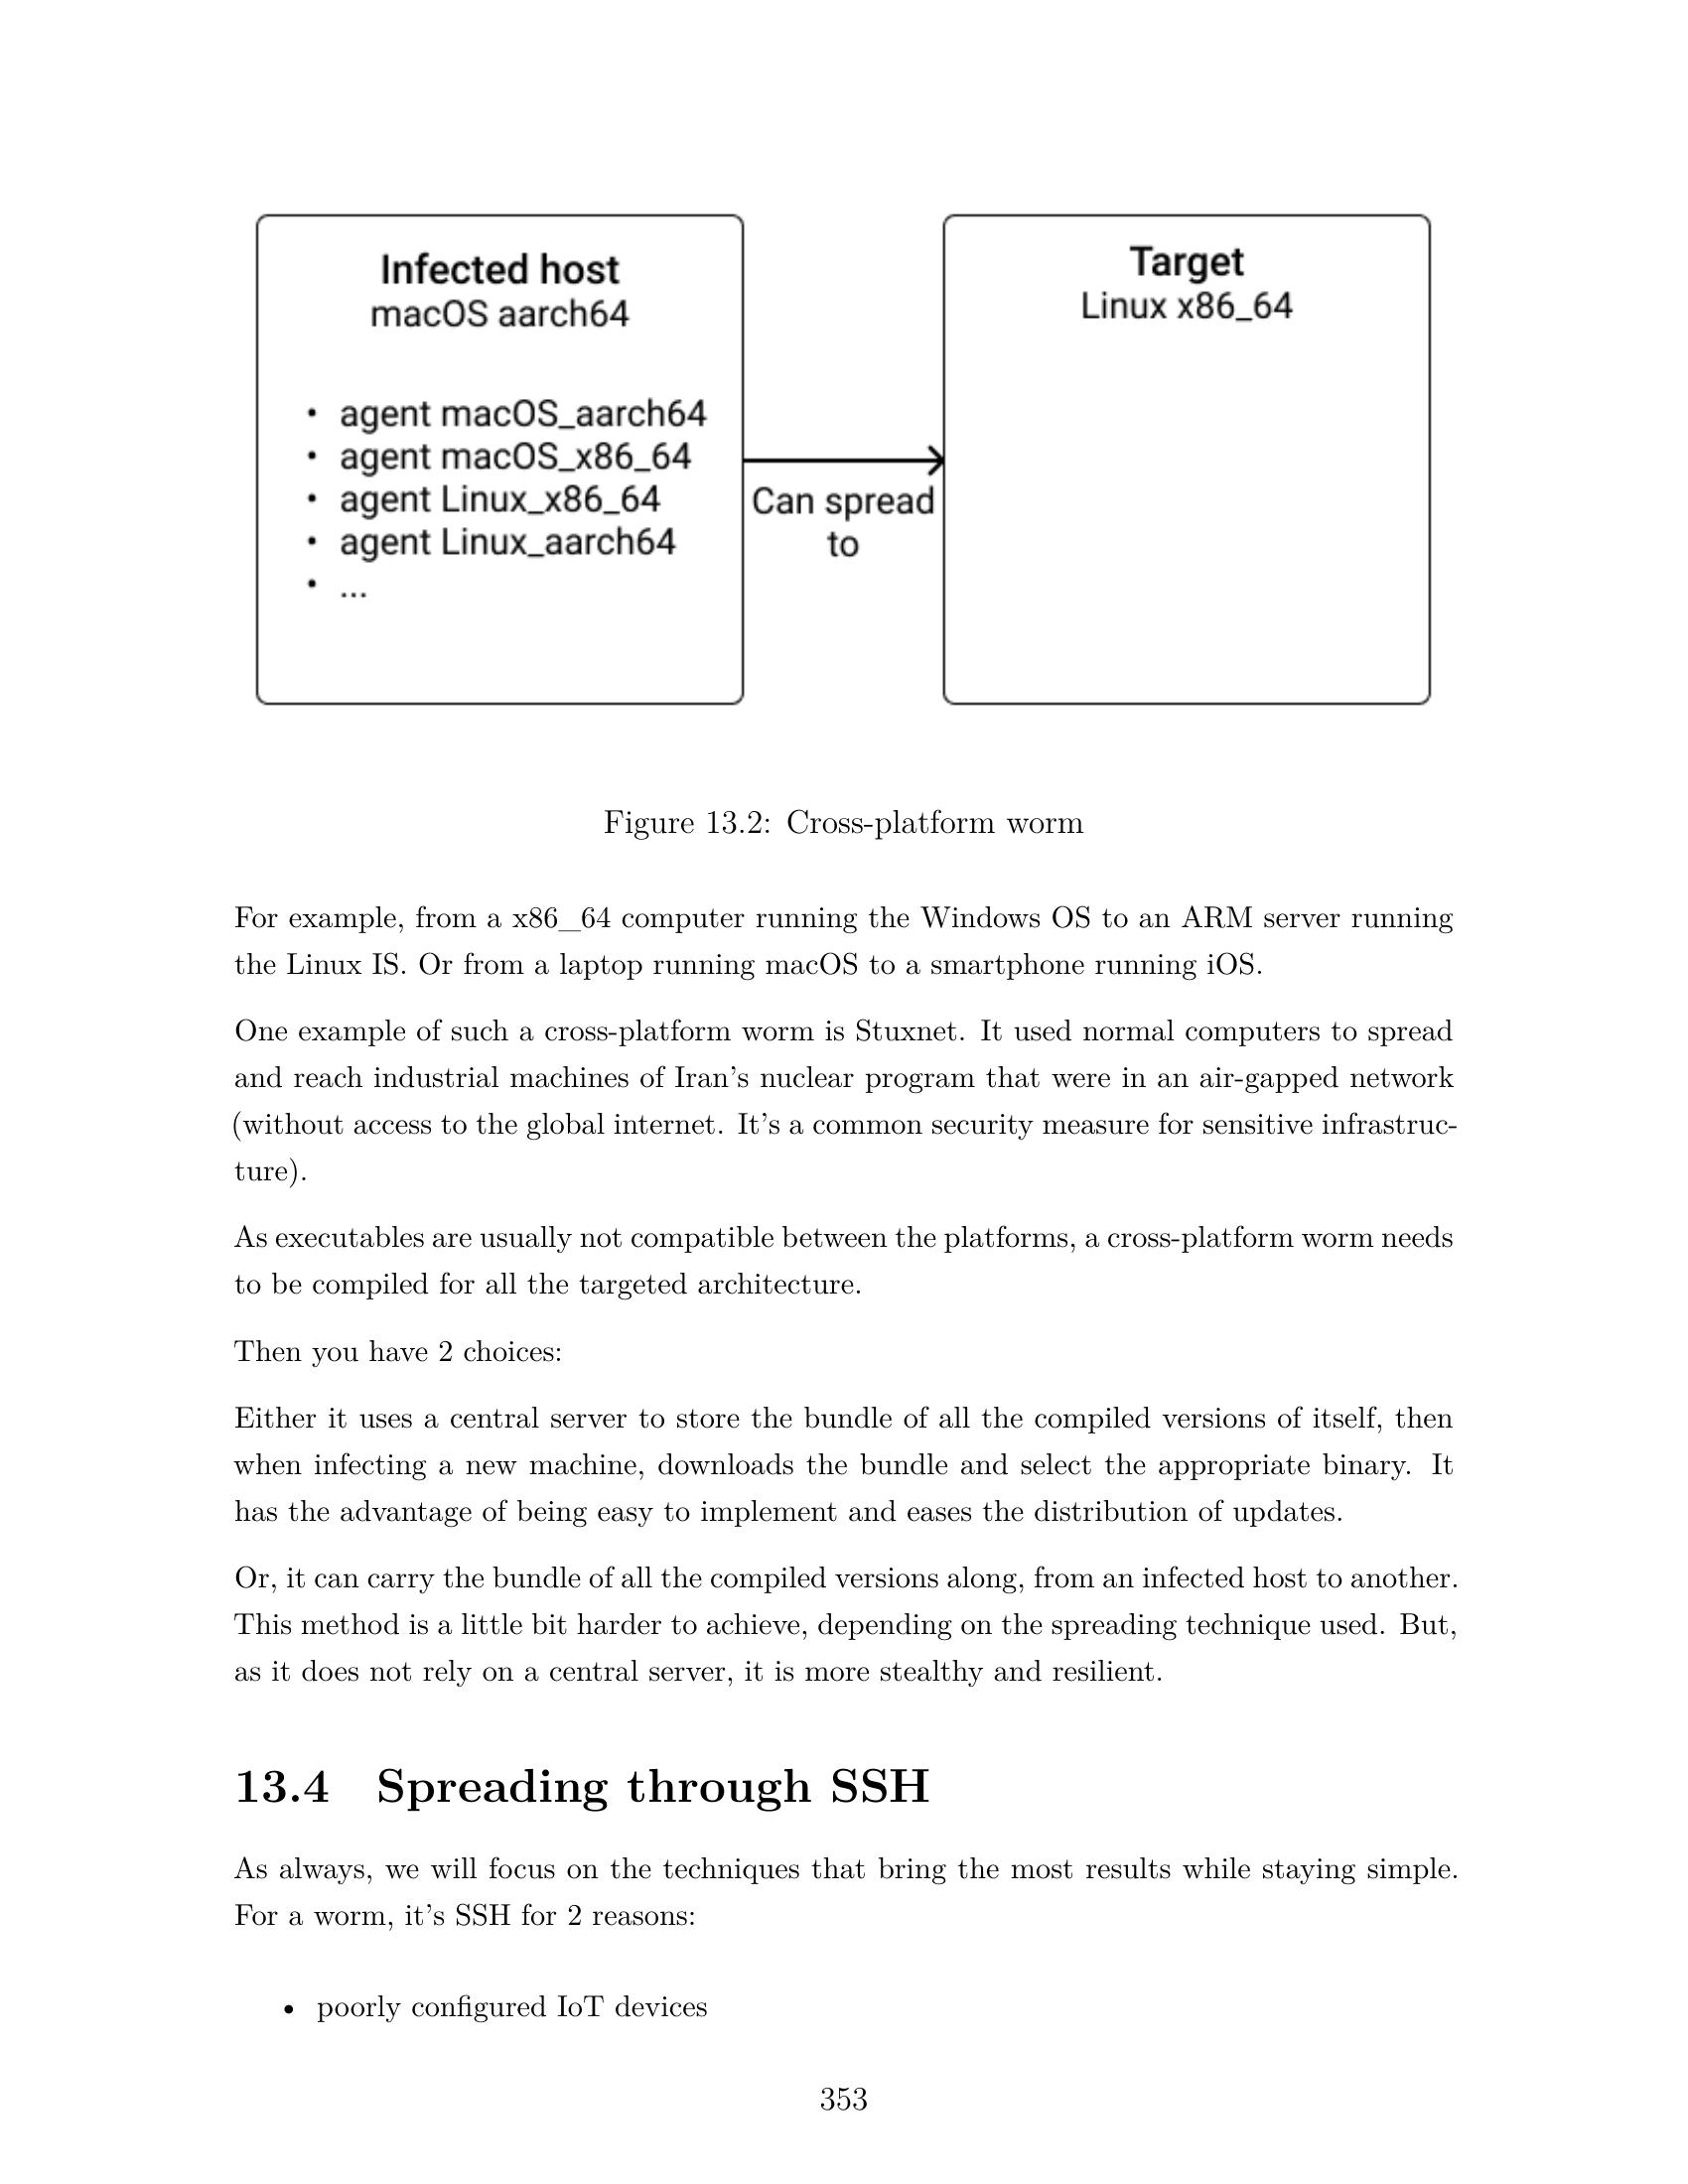 Infected host
macOS aarch64
• agent macOS_aarch64
• agent macOS_x86_64
• agent Linux_x86_64
• agent Linux_aarch64
• ...
Can spread
to
Target
Linux x86_64
Figure 13.2: Cross-platform worm
For example, from a x86_64 computer running the Windows OS to an ARM server running
the Linux IS. Or from a laptop running macOS to a smartphone running iOS.
One example of such a cross-platform worm is Stuxnet. It used normal computers to spread
and reach industrial machines of Iran's nuclear program that were in an air-gapped network
(without access to the global internet. It's a common security measure for sensitive infrastruc-
ture).
As executables are usually not compatible between the platforms, a cross-platform worm needs
to be compiled for all the targeted architecture.
Then you have 2 choices:
Either it uses a central server to store the bundle of all the compiled versions of itself, then
when infecting a new machine, downloads the bundle and select the appropriate binary. It
has the advantage of being easy to implement and eases the distribution of updates.
Or, it can carry the bundle of all the compiled versions along, from an infected host to another.
This method is a little bit harder to achieve, depending on the spreading technique used. But,
as it does not rely on a central server, it is more stealthy and resilient.
13.4 Spreading through SSH
As always, we will focus on the techniques that bring the most results while staying simple.
For a worm, it's SSH for 2 reasons:
• poorly configured IoT devices
353